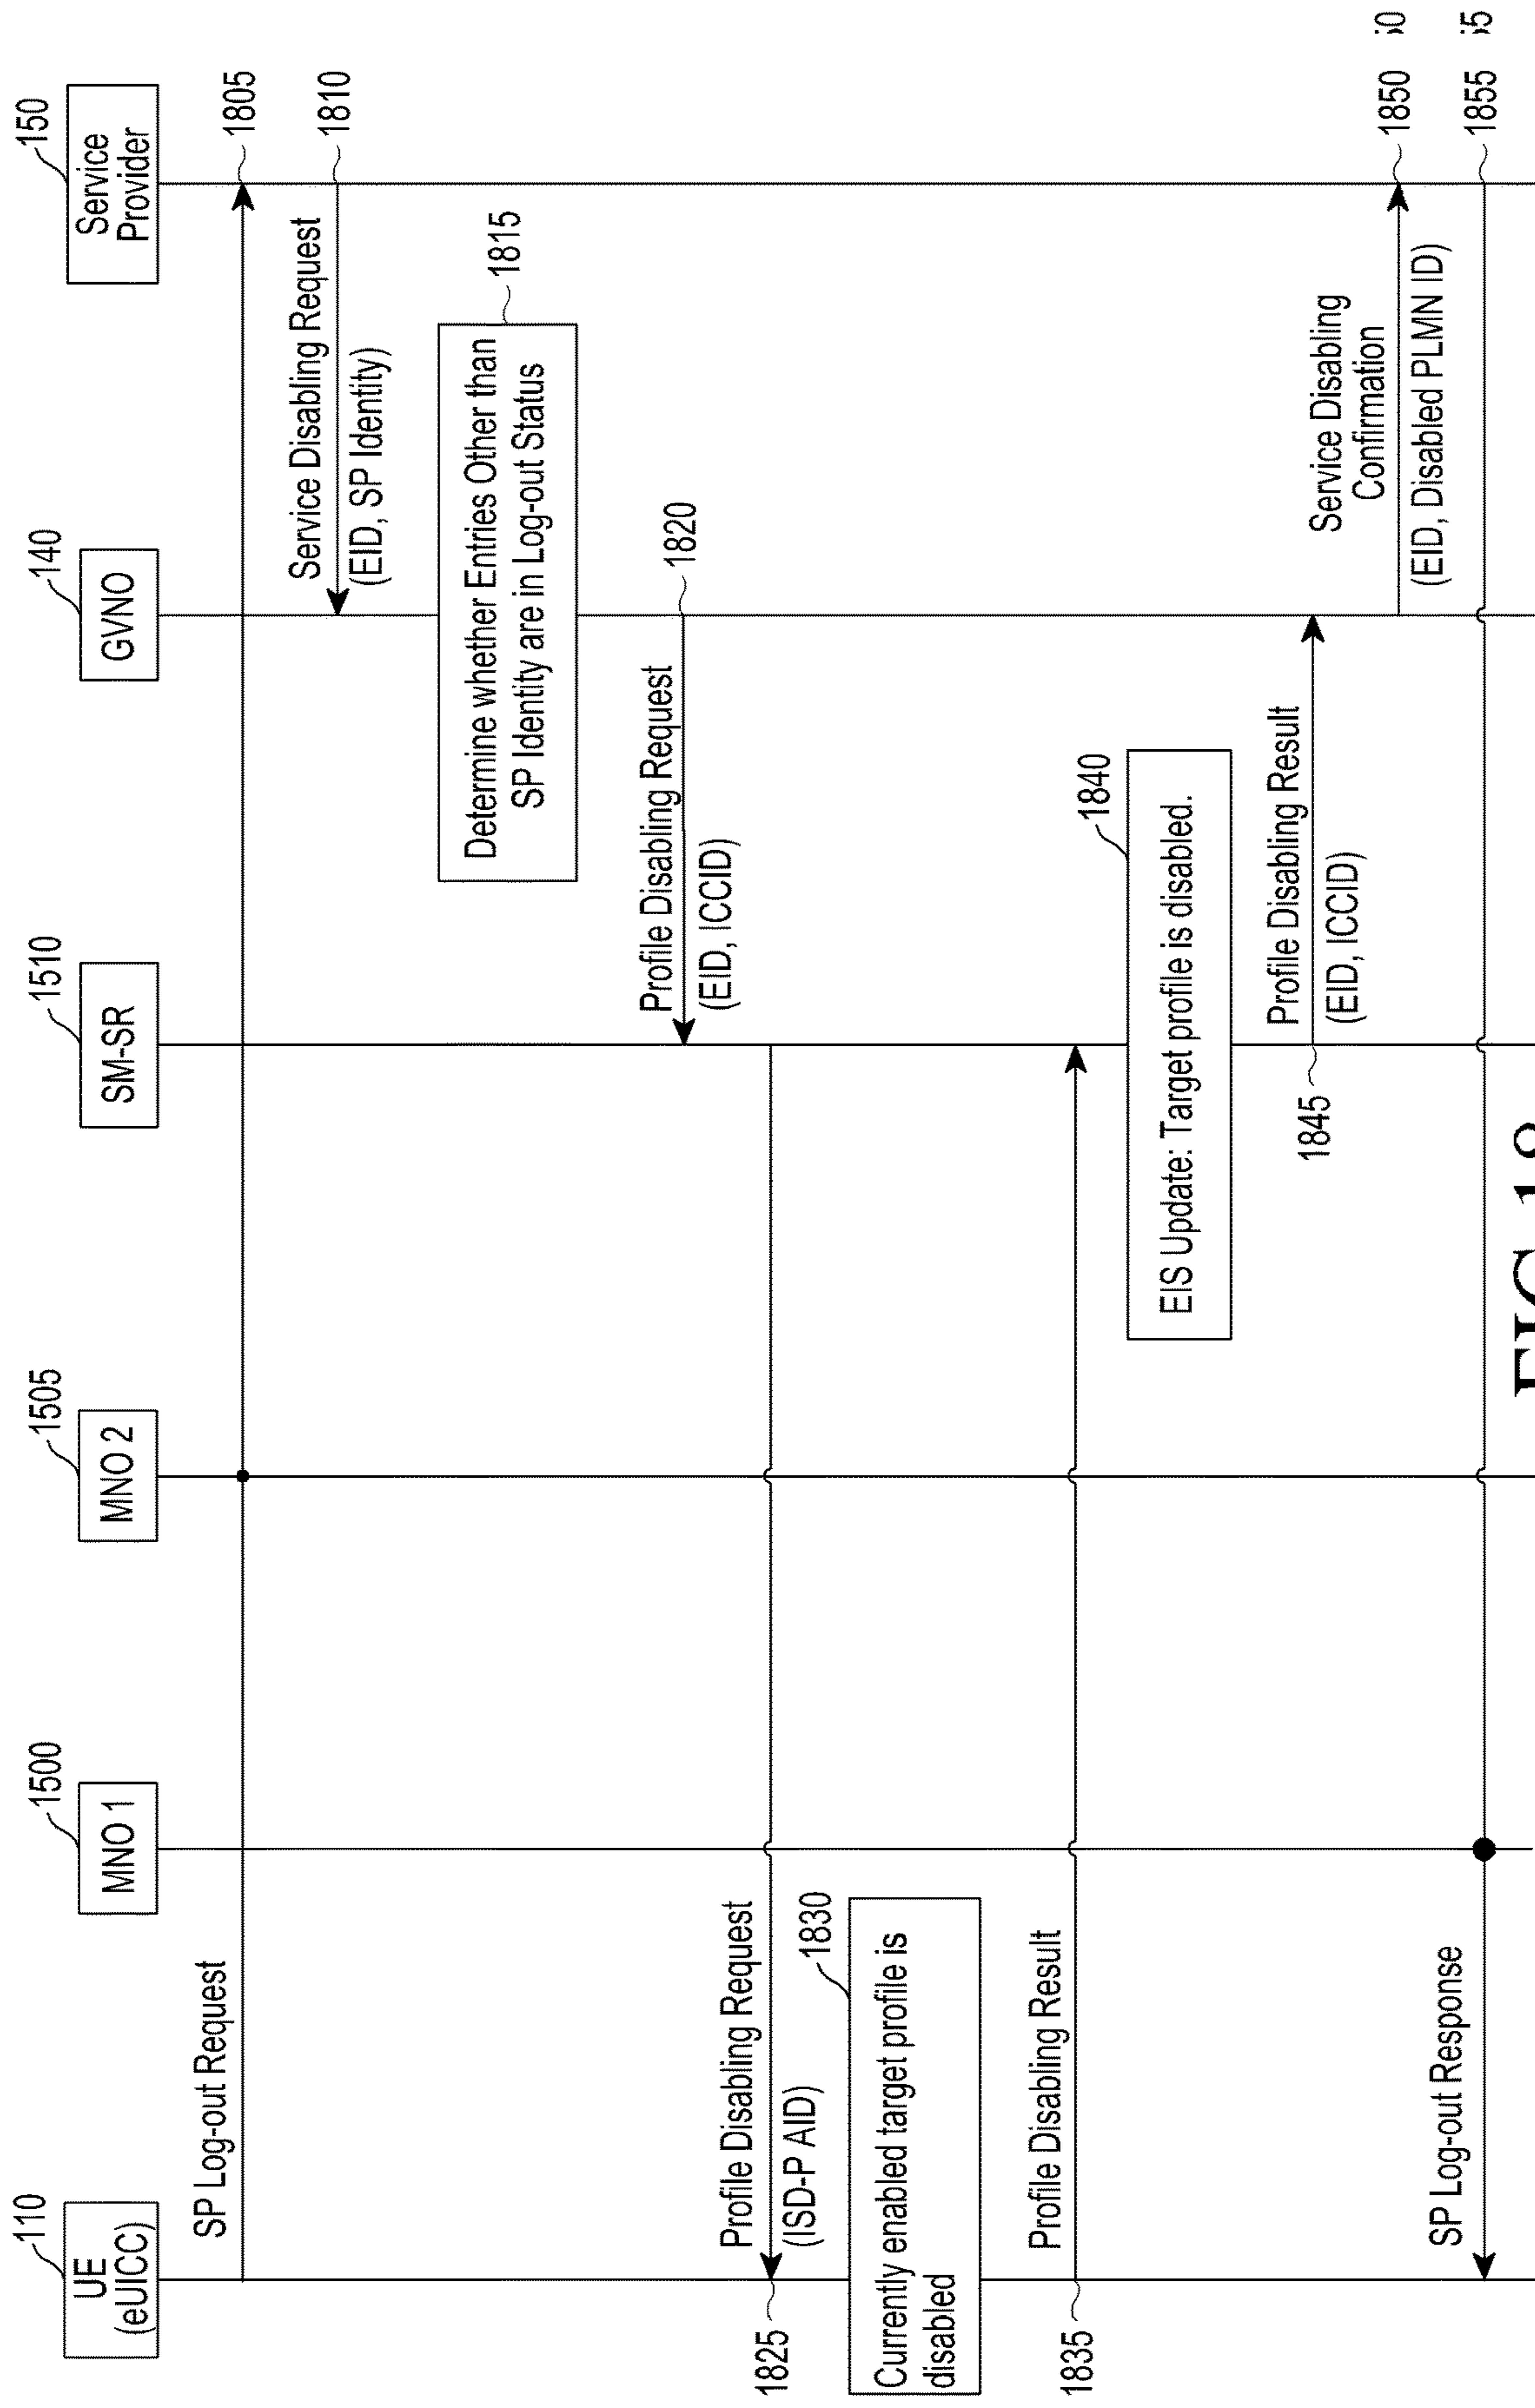 110
UE
(eUICC)
1500
MNO 1
1505
MNO 2
1510
SM-SR
140
GVNO
150
Service
Provider
SP Log-out Request
1805
Service Disabling Request
(EID, SP Identity)
1810
Determine whether Entries Other than
SP Identity are in Log-out Status
1815
Profile Disabling Request
(EID, ICCID)
1820
Profile Disabling Request
(ISD-P AID)
1825
Currently enabled target profile is
disabled
1830
Profile Disabling Result
1835
EIS Update: Target profile is disabled.
1840
Profile Disabling Result
(EID, ICCID)
1845
Service Disabling
Confirmation
(EID, Disabled PLMN ID)
1850
SP Log-out Response
1855